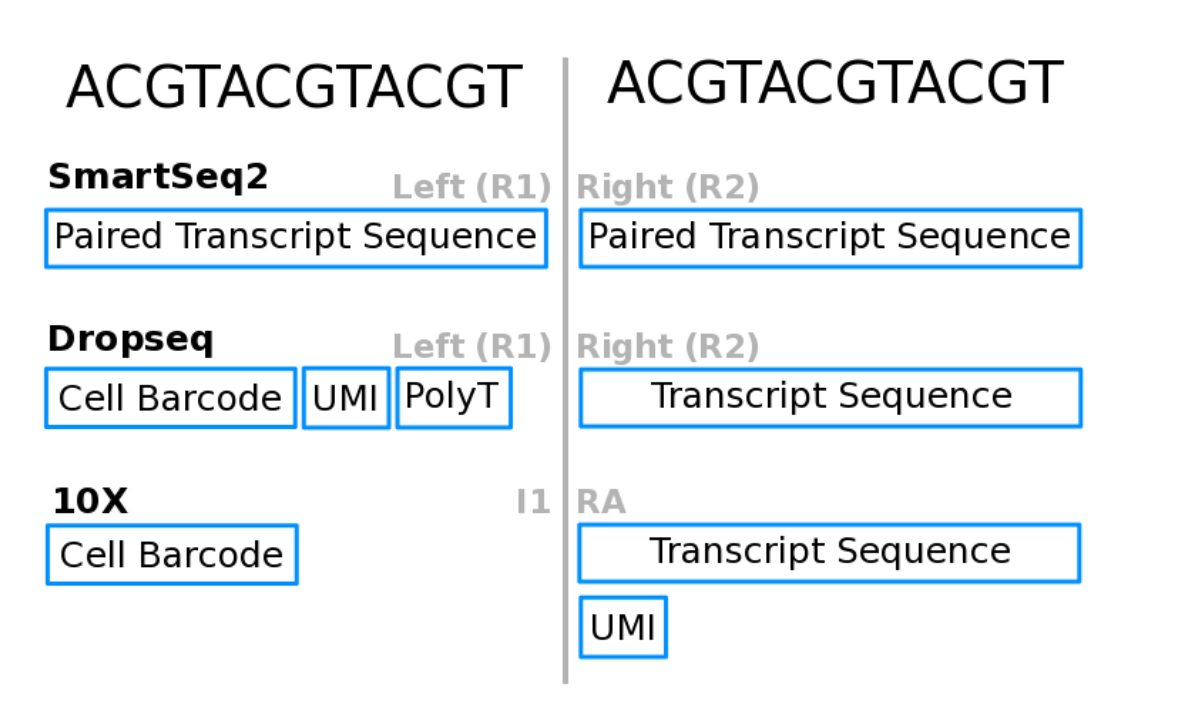 ACGTACGTACGT ACGTACGTACGT
SmartSeq2 Left (R1) Right (R2)
Paired Transcript Sequence Paired Transcript Sequence
Dropseq Left (R1) Right (R2)
Cell Barcode UMI PolyT Transcript Sequence
10X I1 RA
Cell Barcode Transcript Sequence
UMI